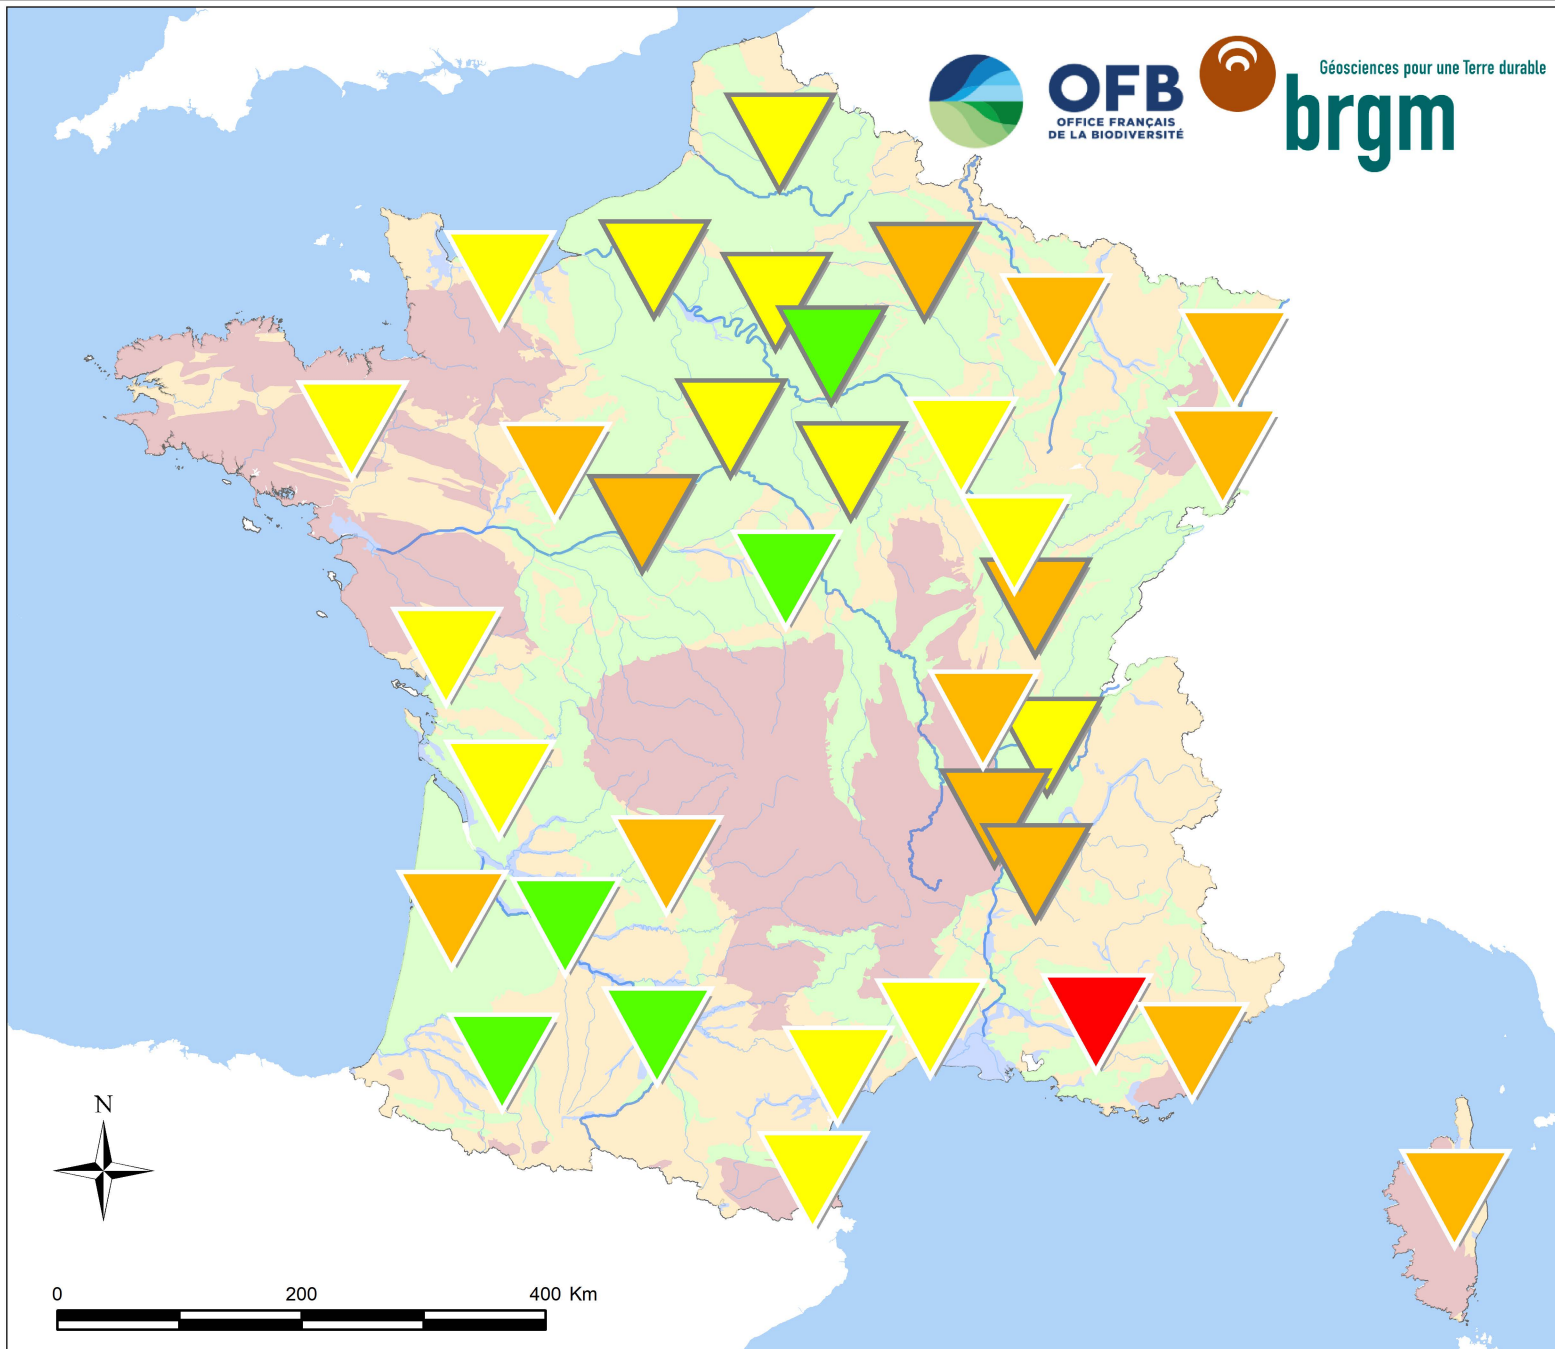 OFB
OFFICE FRANÇAIS
DE LA BIODIVERSITÉ
Géosciences pour une Terre durable
brgm
N
0 200 400 Km